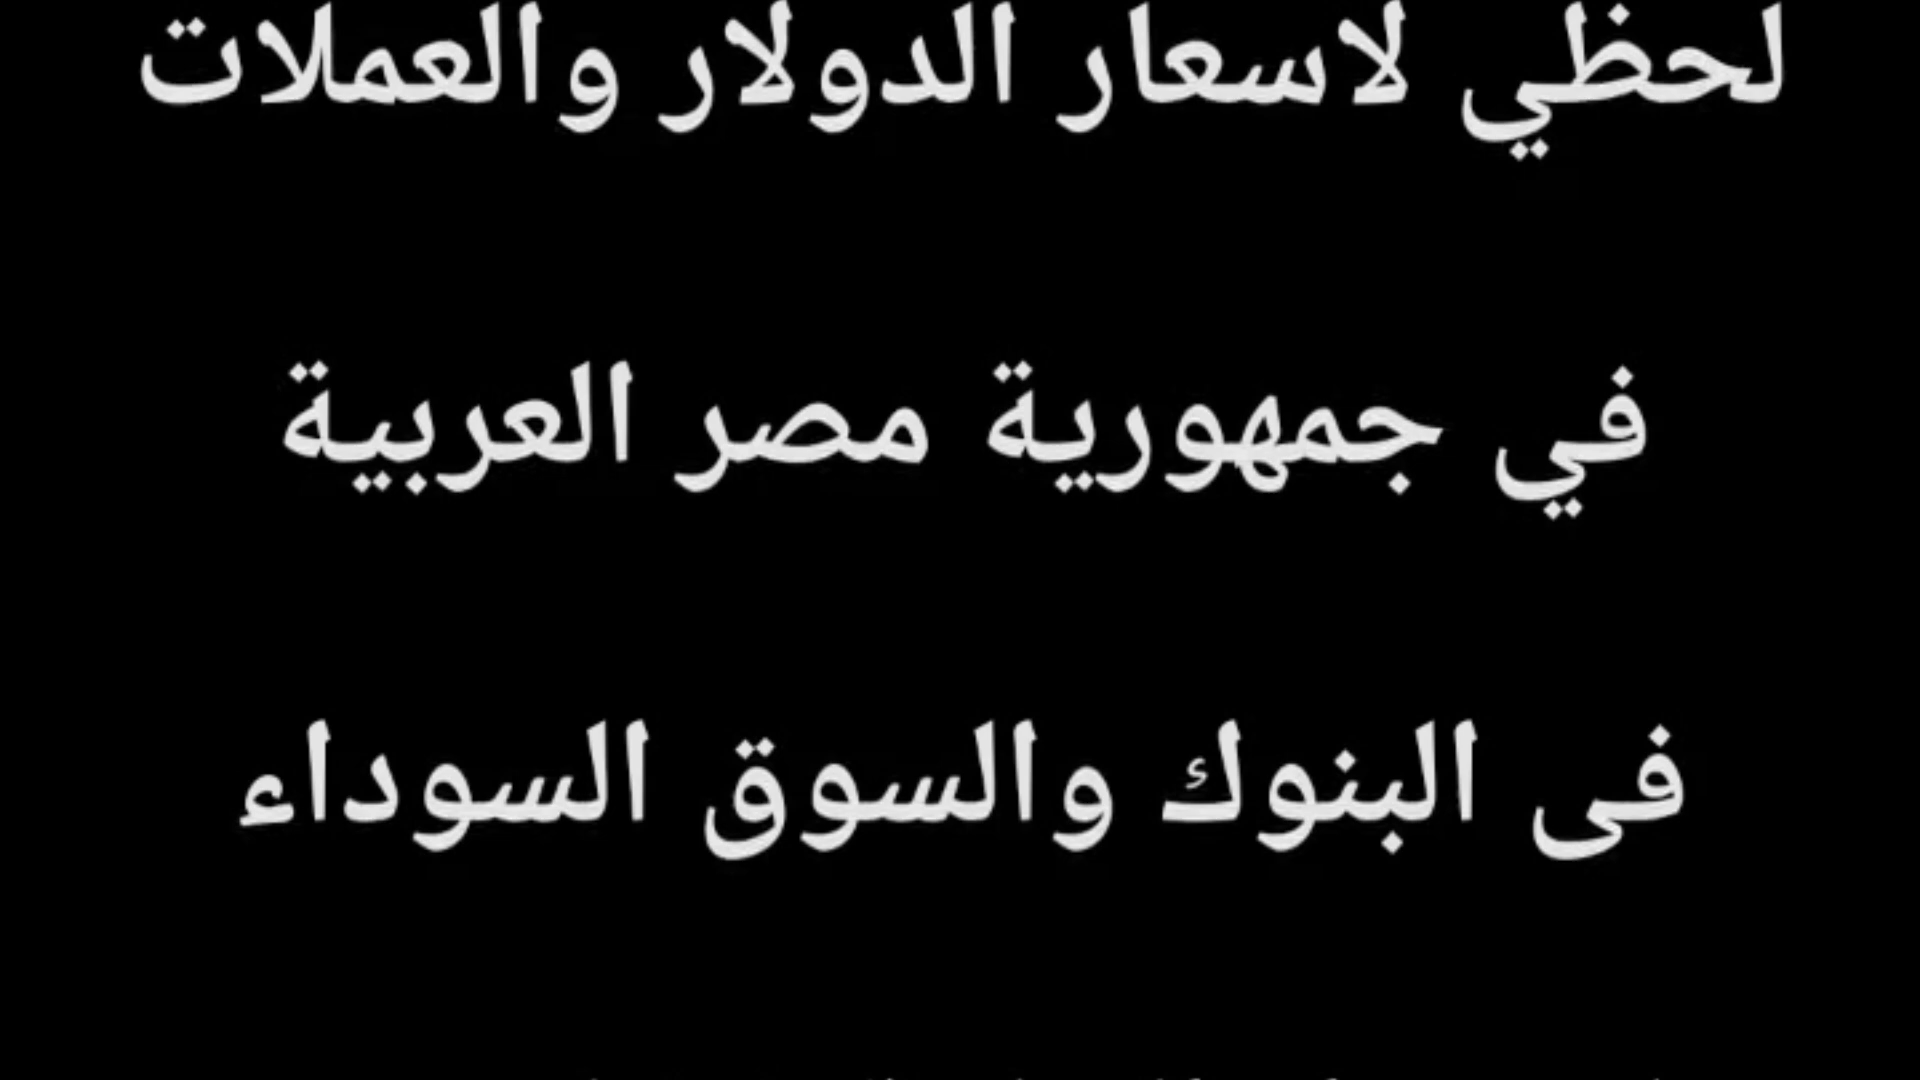 لحظي لاسعار الدولار والعملات
في جمهورية مصر العربية
فى البنوك والسوق السوداء